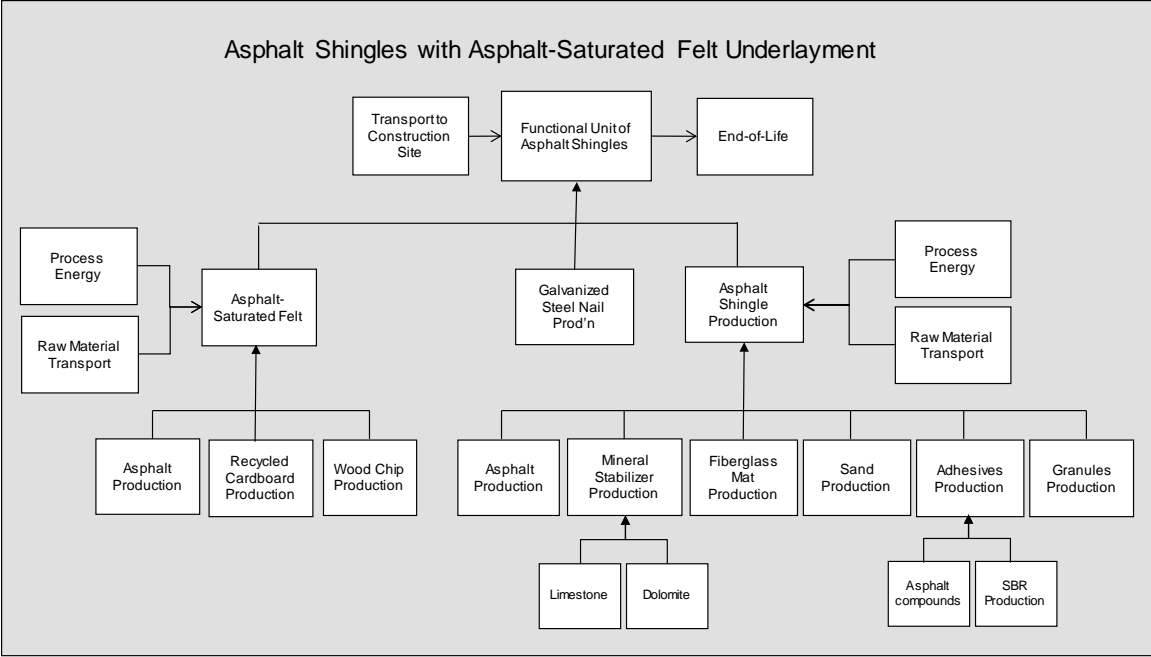 Asphalt Shingles with Asphalt-Saturated Felt Underlayment
Transport to
Construction
Site
Functional Unit of
Asphalt Shingles
End-of-Life
Process
Energy
Raw Material
Transport
Asphalt-
Saturated Felt
Galvanized
Steel Nail
Prod'n
Asphalt
Shingle
Production
Process
Energy
Raw Material
Transport
Asphalt
Production
Recycled
Cardboard
Production
Wood Chip
Production
Asphalt
Production
Mineral
Stabilizer
Production
Fiberglass
Mat
Production
Sand
Production
Adhesives
Production
Granules
Production
Limestone
Dolomite
Asphalt
compounds
SBR
Production